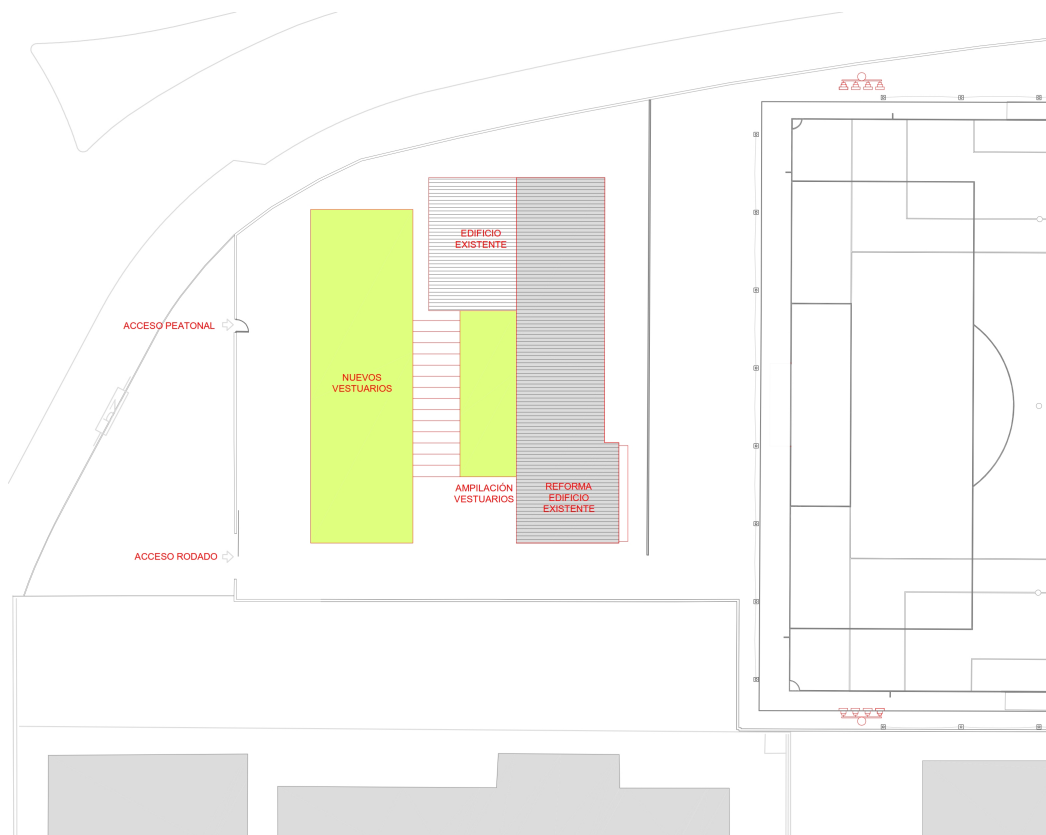 EDIFICIO
EXISTENTE
ACCESO PEATONAL
NUEVOS
VESTUARIOS
AMPILACIÓN
VESTUARIOS
REFORMA
EDIFICIO
EXISTENTE
ACCESO RODADO